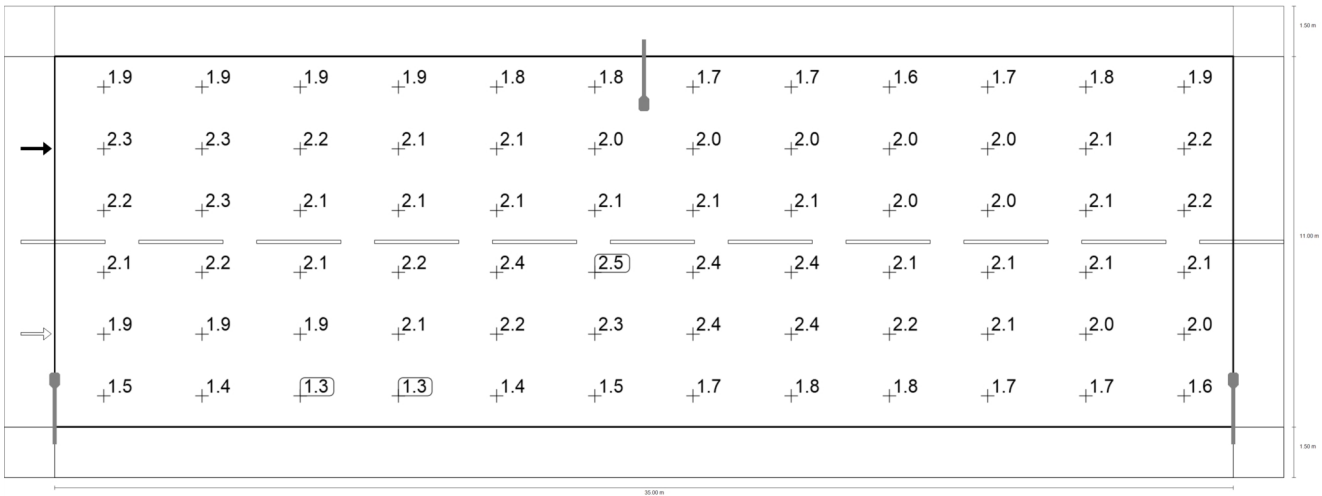 1.50 m
1.9 1.9 1.9 1.9 1.8 1.8 1.7 1.7 1.6 1.7 1.8 1.9
2.3 2.3 2.2 2.1 2.1 2.0 2.0 2.0 2.0 2.0 2.1 2.2
2.2 2.3 2.1 2.1 2.1 2.1 2.1 2.1 2.0 2.0 2.1 2.2
11.00 m
2.1 2.2 2.1 2.2 2.4 2.5 2.4 2.4 2.1 2.1 2.1 2.1
1.9 1.9 1.9 2.1 2.2 2.3 2.4 2.4 2.2 2.1 2.0 2.0
1.5 1.4 1.3 1.3 1.4 1.5 1.7 1.8 1.8 1.7 1.7 1.6
1.50 m
35.00 m